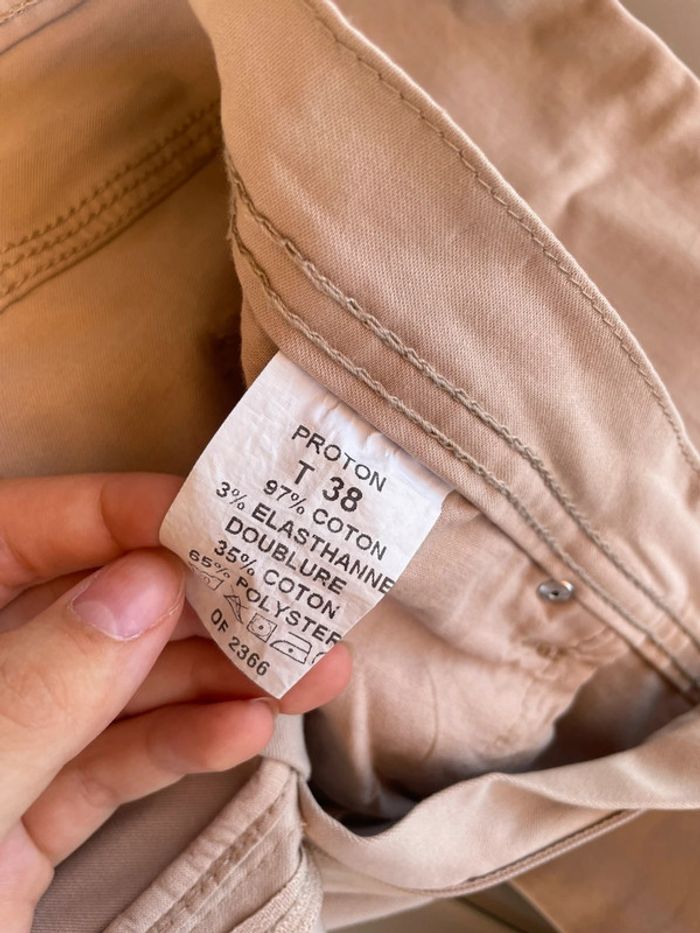 PROTON
T 38
97% COTON
3% ELASTHANNE
DOUBLURE
35% COTON
65% POLYSTER
OF 2366